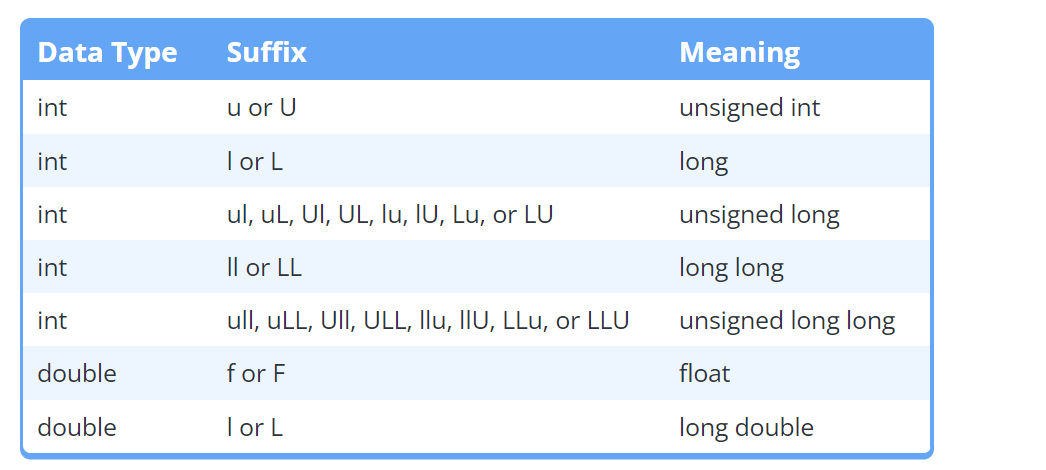 Data Type Suffix Meaning
int u or U unsigned int
int l or L long
int ul, uL, Ul, UL, lu, lU, Lu, or LU unsigned long
int ll or LL long long
int ull, uLL, Ull, ULL, llu, llU, LLu, or LLU unsigned long long
double f or F float
double l or L long double